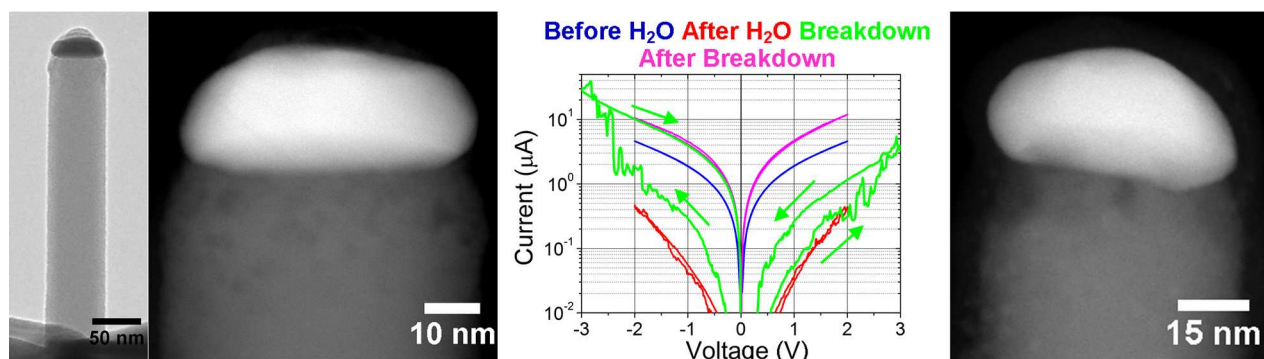 50 nm
10 nm
Before H₂O After H₂O Breakdown
After Breakdown
Current (μA)
10¹
10⁰
10⁻¹
10⁻²
-3 -2 -1 0 1 2 3
Voltage (V)
15 nm